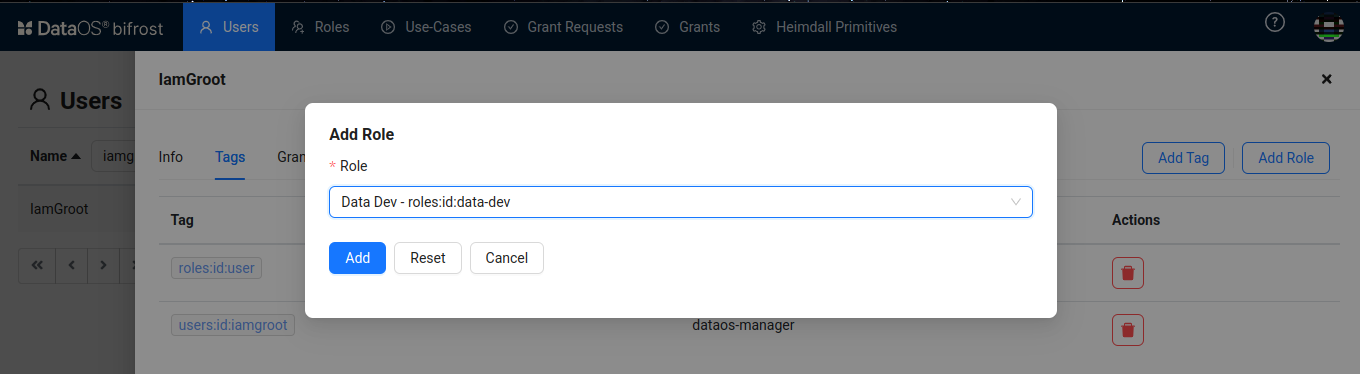 DataOS® bifrost Users Roles Use-Cases Grant Requests Grants Heimdall Primitives
IamGroot
Users
Add Role
Name iamg Info Tags Gran Add Tag Add Role
* Role
Data Dev - roles:id:data-dev
IamGroot
Tag Actions
Add Reset Cancel
roles:id:user
users:id:iamgroot dataos-manager